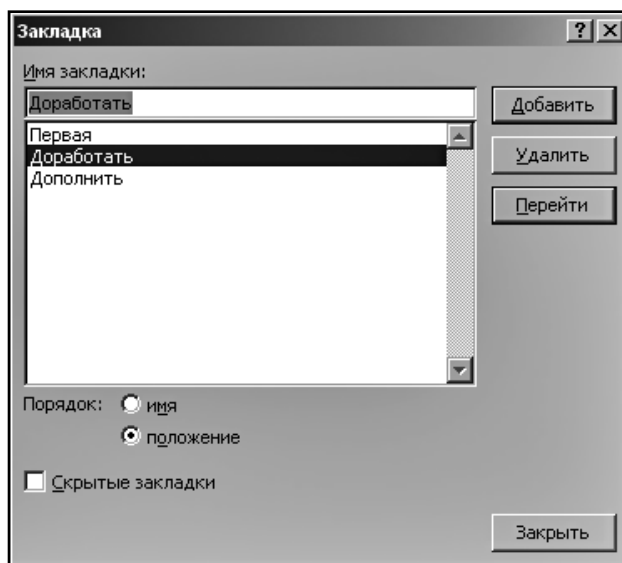 Закладка
Имя закладки:
Доработать
Добавить
Первая
Доработать
Дополнить
Удалить
Перейти
Порядок: имя
положение
Скрытые закладки
Закрыть